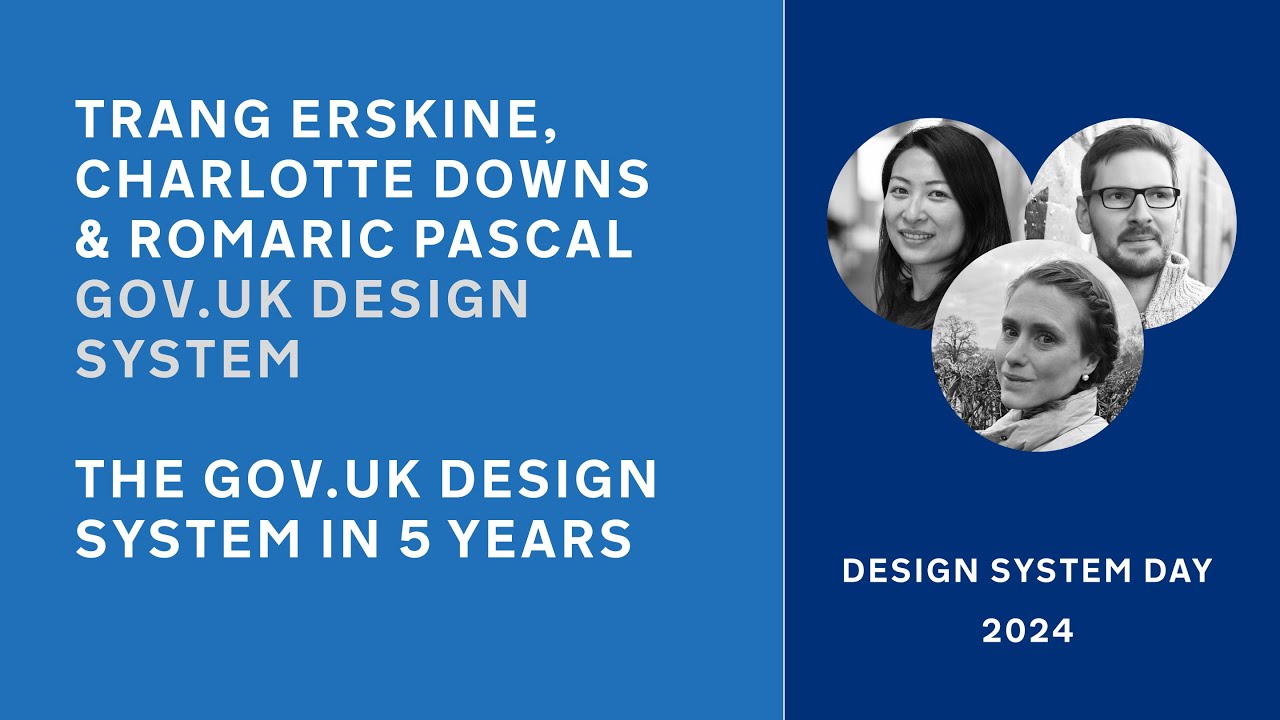 TRANG ERSKINE,
CHARLOTTE DOWNS
& ROMARIC PASCAL
GOV.UK DESIGN
SYSTEM
THE GOV.UK DESIGN
SYSTEM IN 5 YEARS
DESIGN SYSTEM DAY
2024